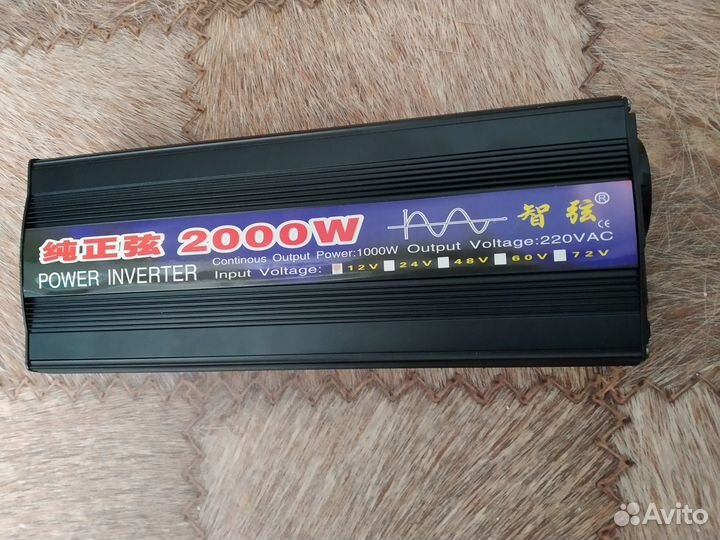 纯正弦 2000W
POWER INVERTER
Continous Output Power:1000W Output Voltage:220VAC
Input Voltage: 12V 24V 48V 60V 72V
智弦®
CE
Avito